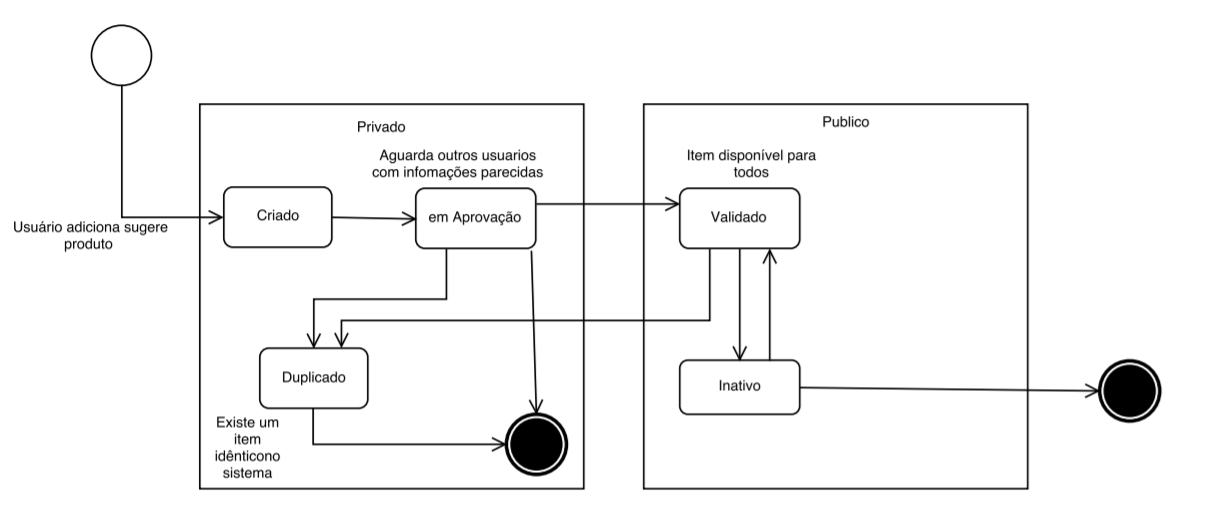 Privado
Publico
Aguarda outros usuarios
com infomações parecidas
Item disponível para
todos
Criado
em Aprovação
Validado
Usuário adiciona sugere
produto
Duplicado
Inativo
Existe um
item
idênticono
sistema